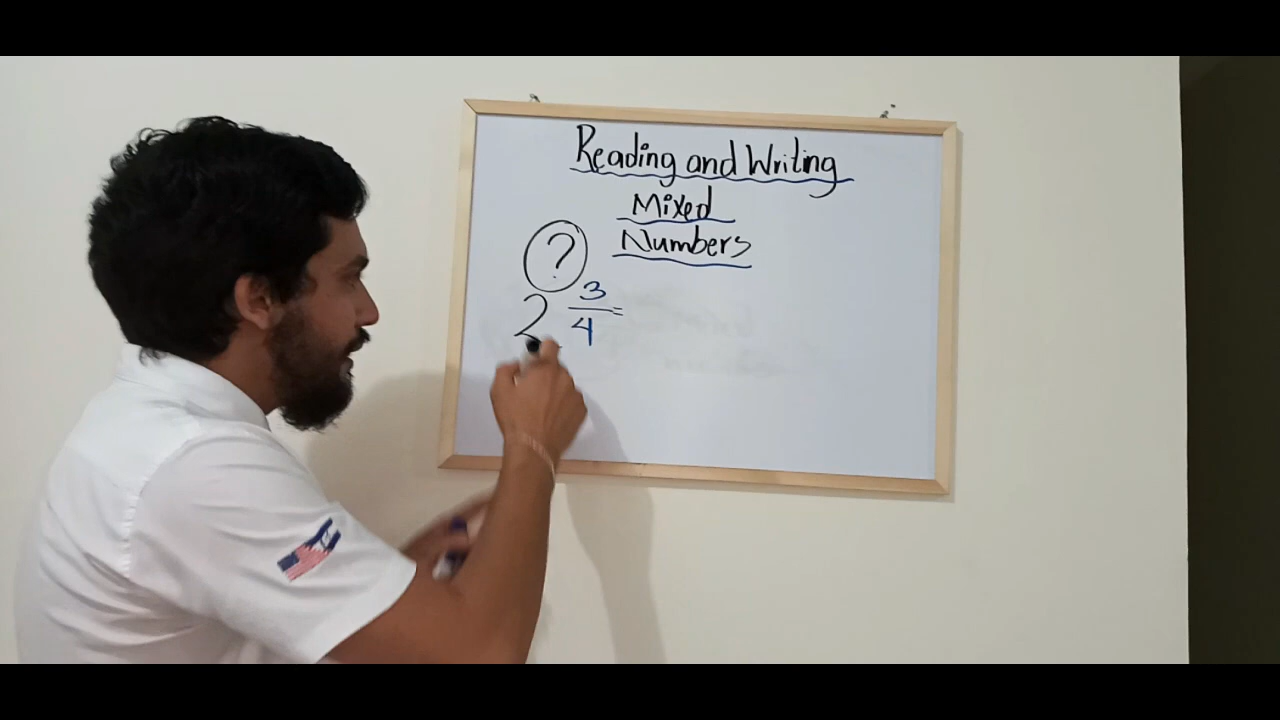 Reading and Writing
Mixed
Numbers
?
2 3/4 =